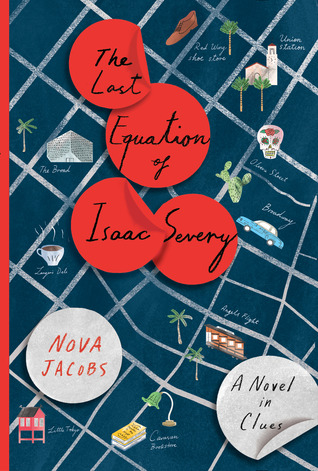 The
Last
Equation
of
Isaac Severy
Red Wing
shoe store
Union
station
The Broad
Olvera Street
Broadway
Langer's Deli
Angels Flight
NOVA
JACOBS
A Novel
in
Clues
Little Tokyo
Caravan
Bookstore